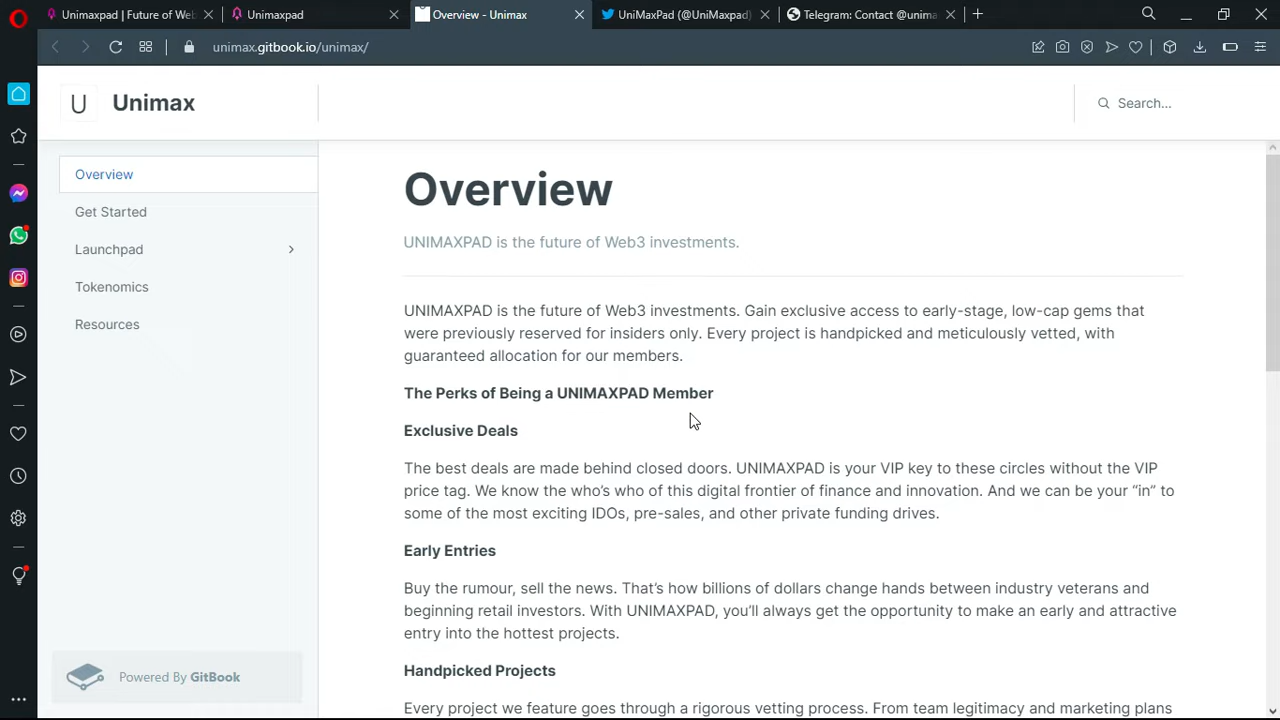 Unimaxpad | Future of Web
Unimaxpad
Overview - Unimax
UniMaxPad (@UniMaxpad)
Telegram: Contact @unima
unimax.gitbook.io/unimax/
U
Unimax
Search...
Overview
Get Started
Launchpad
Tokenomics
Resources
Powered By GitBook
Overview
UNIMAXPAD is the future of Web3 investments.
UNIMAXPAD is the future of Web3 investments. Gain exclusive access to early-stage, low-cap gems that
were previously reserved for insiders only. Every project is handpicked and meticulously vetted, with
guaranteed allocation for our members.
The Perks of Being a UNIMAXPAD Member
Exclusive Deals
The best deals are made behind closed doors. UNIMAXPAD is your VIP key to these circles without the VIP
price tag. We know the who’s who of this digital frontier of finance and innovation. And we can be your “in” to
some of the most exciting IDOs, pre-sales, and other private funding drives.
Early Entries
Buy the rumour, sell the news. That’s how billions of dollars change hands between industry veterans and
beginning retail investors. With UNIMAXPAD, you’ll always get the opportunity to make an early and attractive
entry into the hottest projects.
Handpicked Projects
Every project we feature goes through a rigorous vetting process. From team legitimacy and marketing plans